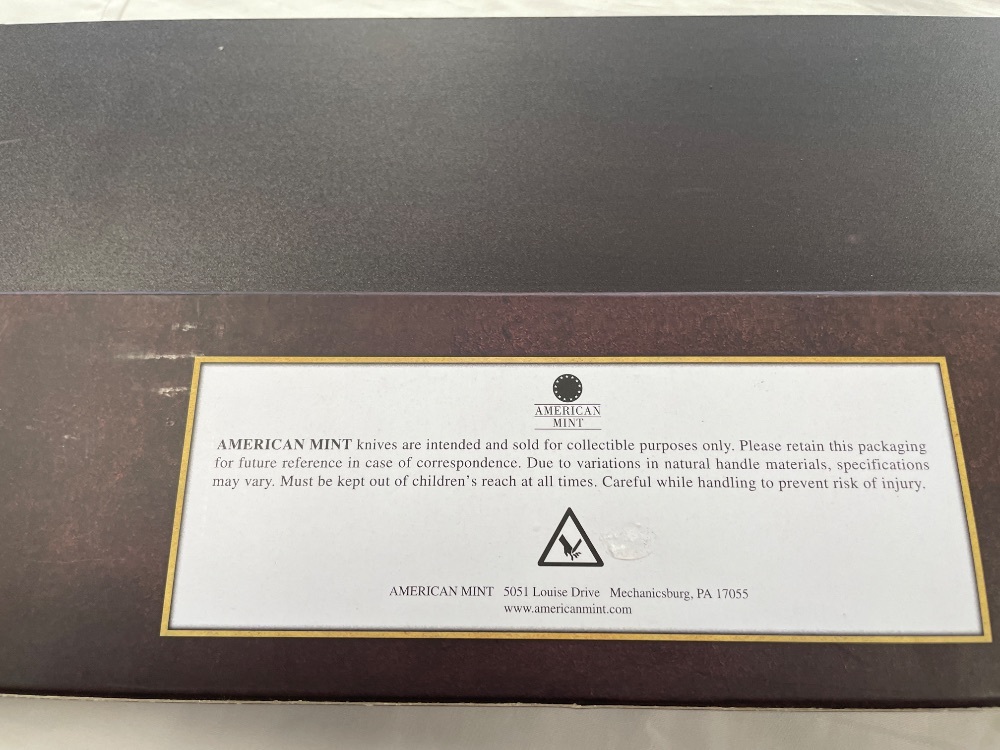 AMERICAN
MINT
AMERICAN MINT knives are intended and sold for collectible purposes only. Please retain this packaging
for future reference in case of correspondence. Due to variations in natural handle materials, specifications
may vary. Must be kept out of children's reach at all times. Careful while handling to prevent risk of injury.
AMERICAN MINT 5051 Louise Drive Mechanicsburg, PA 17055
www.americanmint.com